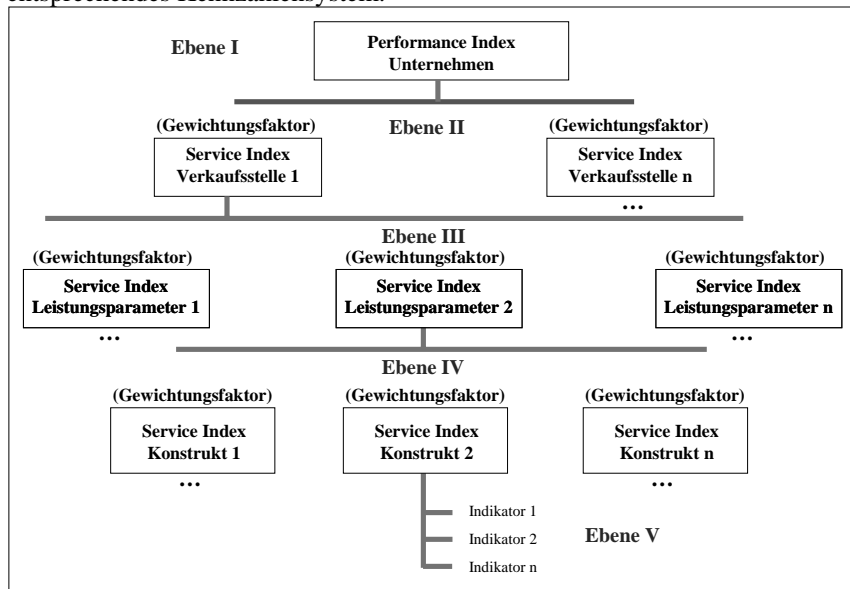 entsprechendes Kennzahlensystem.
Ebene I
Performance Index
Unternehmen
Ebene II
(Gewichtungsfaktor)
Service Index
Verkaufsstelle 1
(Gewichtungsfaktor)
Service Index
Verkaufsstelle n
…
Ebene III
(Gewichtungsfaktor)
Service Index
Leistungsparameter 1
…
(Gewichtungsfaktor)
Service Index
Leistungsparameter 2
(Gewichtungsfaktor)
Service Index
Leistungsparameter n
…
Ebene IV
(Gewichtungsfaktor)
Service Index
Konstrukt 1
…
(Gewichtungsfaktor)
Service Index
Konstrukt 2
(Gewichtungsfaktor)
Service Index
Konstrukt n
…
Indikator 1
Indikator 2
Indikator n
Ebene V